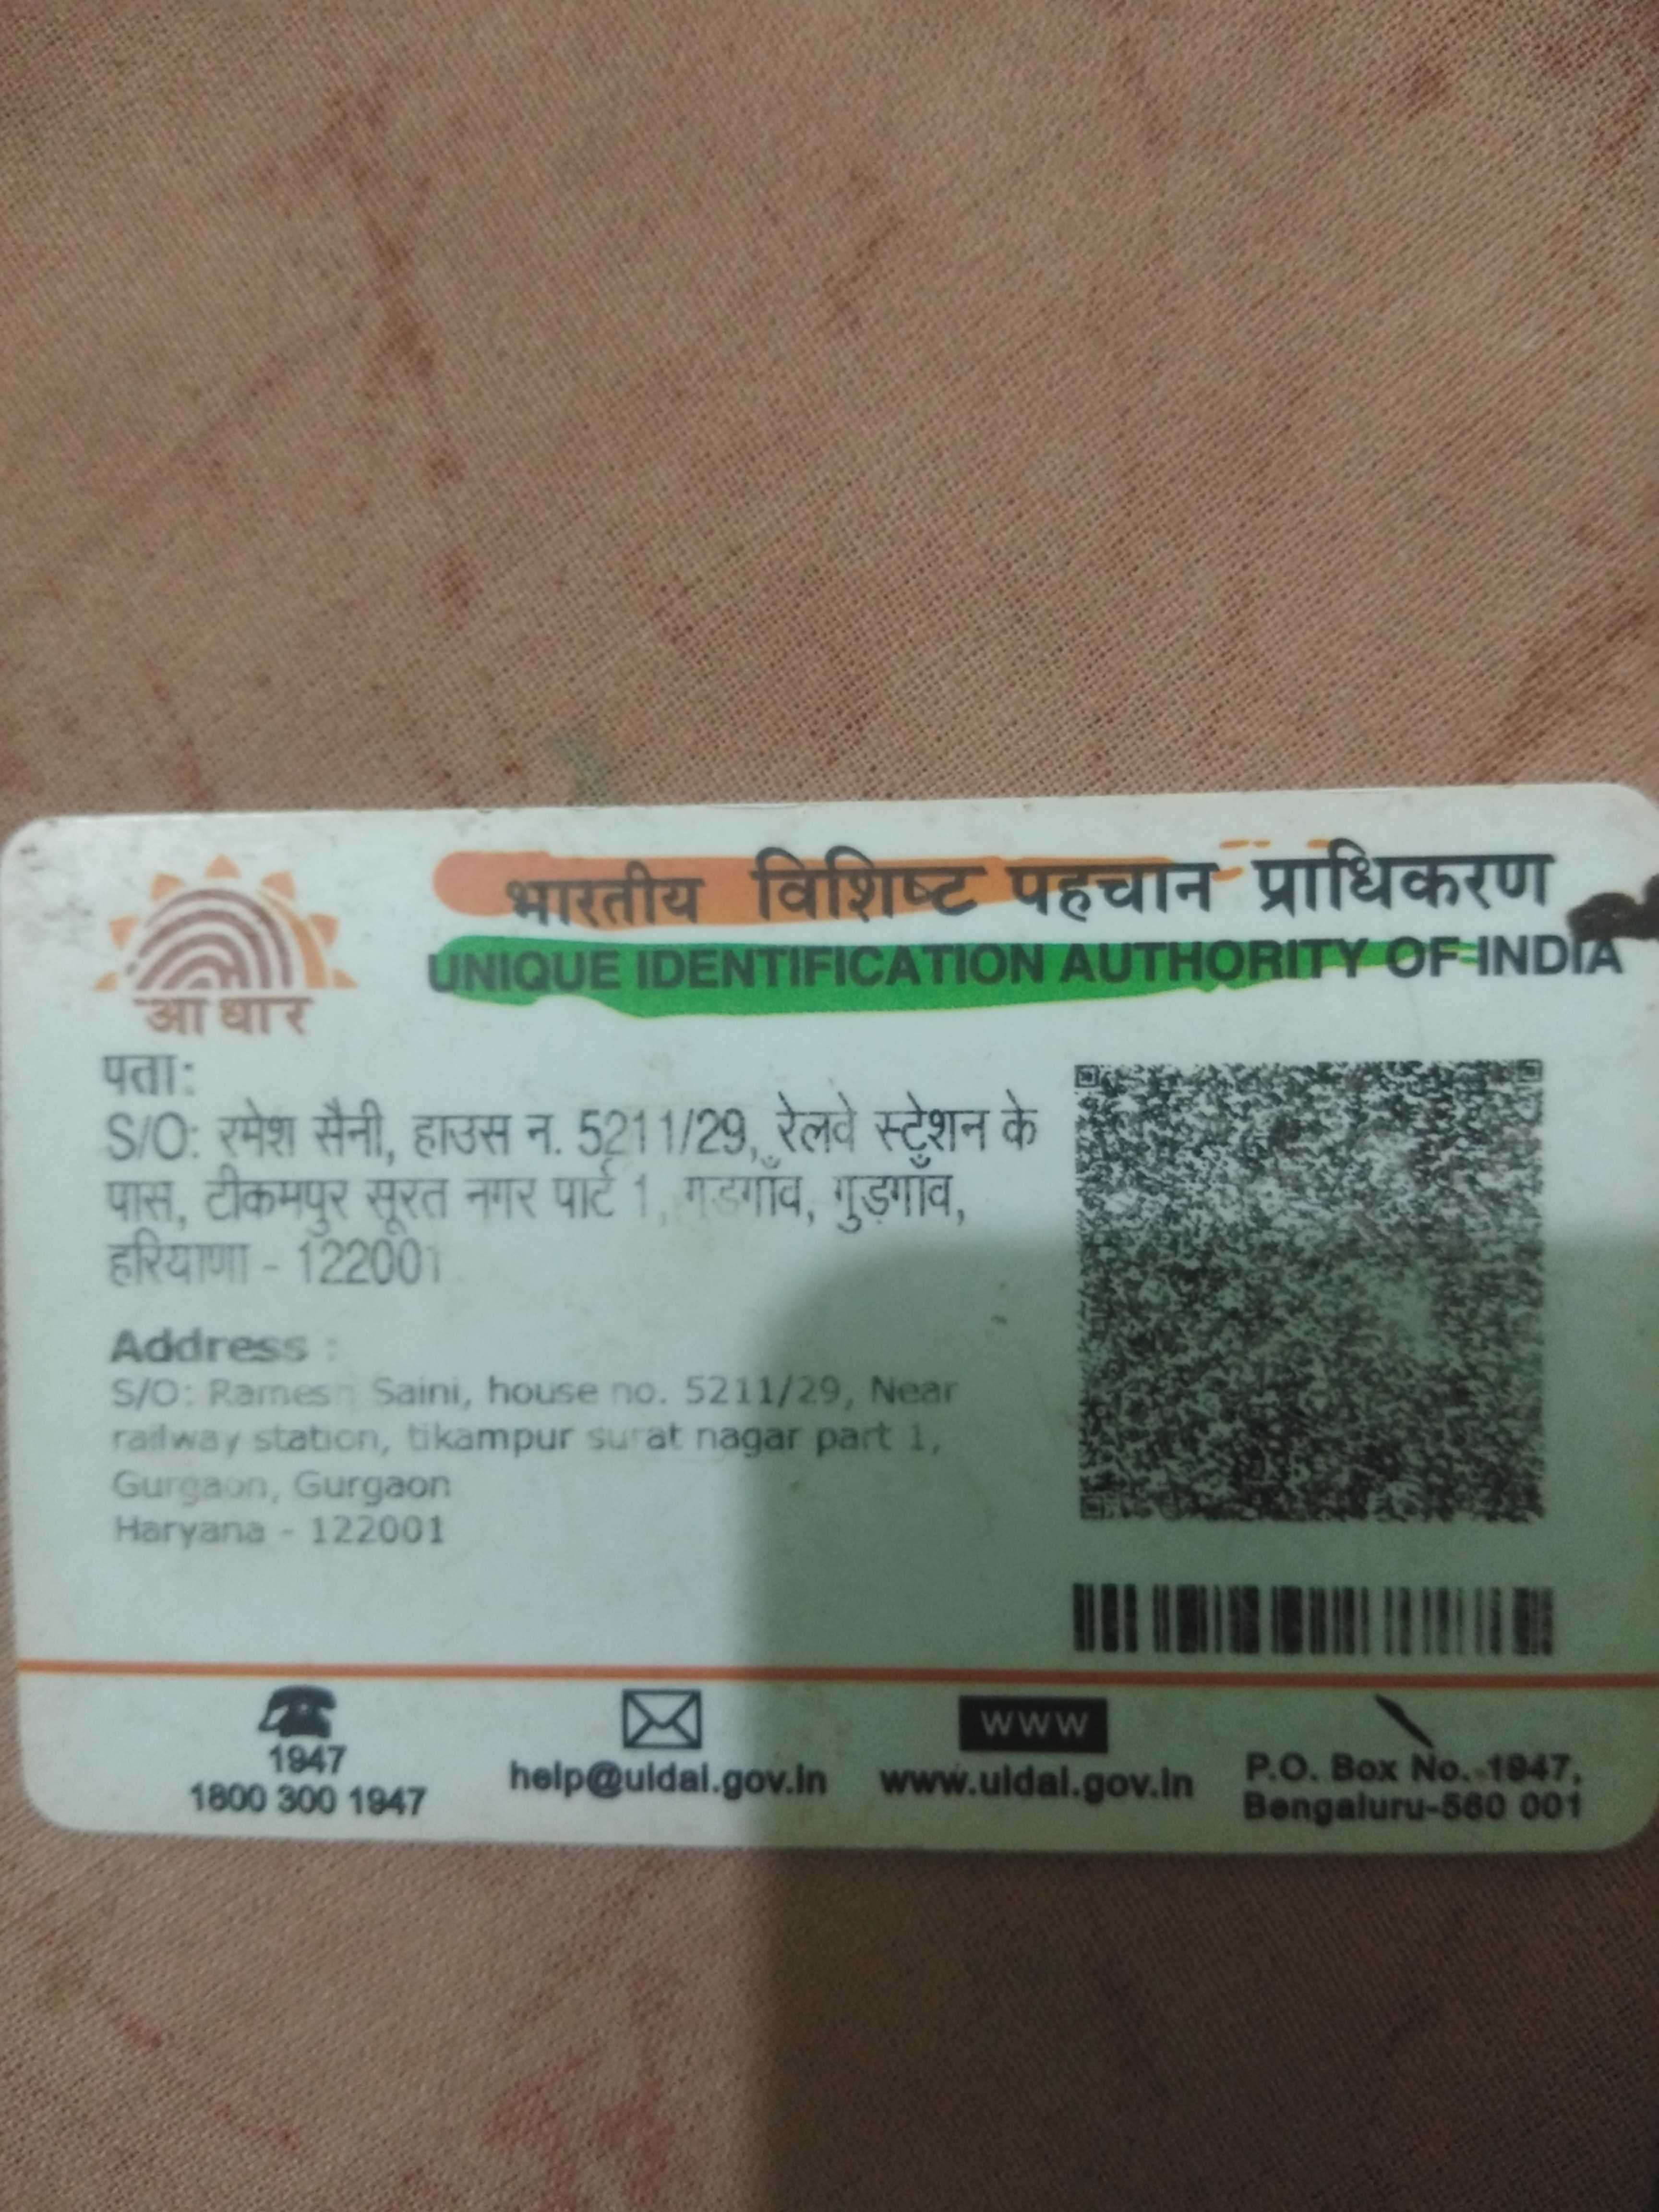 भारतीय विशिष्ट पहचान प्राधिकरण
UNIQUE IDENTIFICATION AUTHORITY OF INDIA
आधार
पता:
S/O: रमेश सैनी, हाउस न. 5211/29, रेलवे स्टेशन के
पास, टीकमपुर सूरत नगर पार्ट 1, गुडगाँव, गुड़गाँव,
हरियाणा - 122001
Address :
S/O: Ramesh Saini, house no. 5211/29, Near
railway station, tikampur surat nagar part 1,
Gurgaon, Gurgaon
Haryana - 122001
WWW
1947
1800 300 1947
help@uidai.gov.in
www.uidai.gov.in
P.O. Box No. 1947,
Bengaluru-560 001